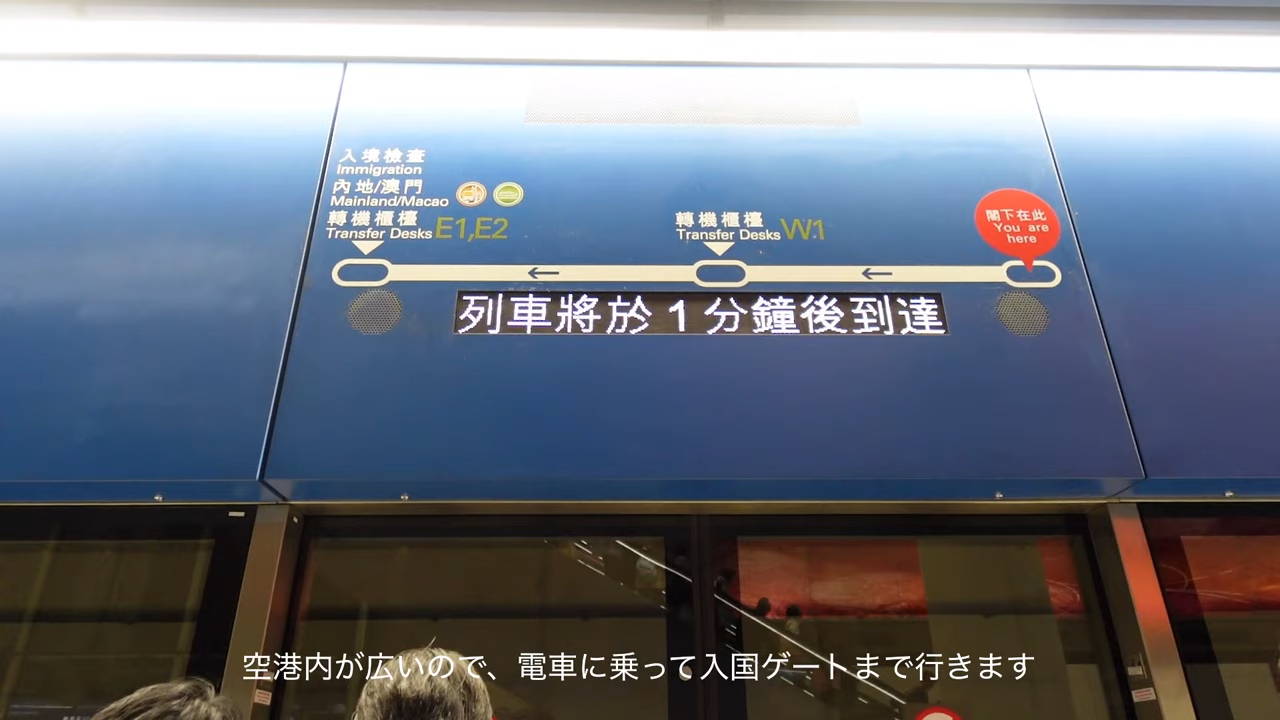 入境檢查
Immigration
內地/澳門
Mainland/Macao
轉機櫃檯
Transfer Desks E1,E2
轉機櫃檯
Transfer Desks W1
閣下在此
You are
here
列車將於1分鐘後到達
空港内が広いので、電車に乗って入国ゲートまで行きます